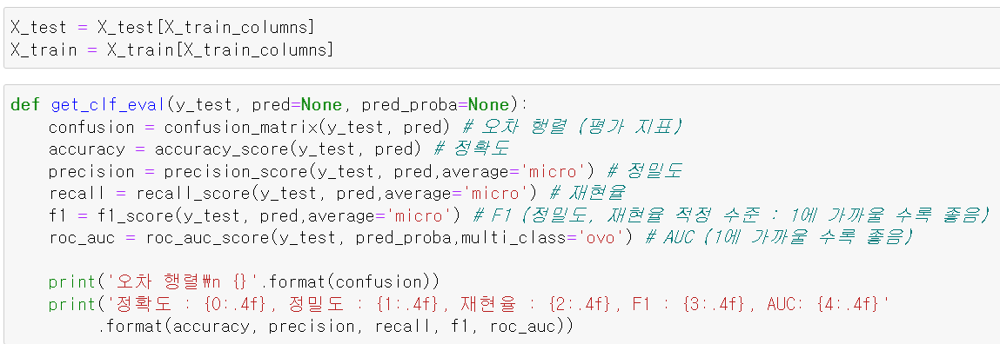 X_test = X_test[X_train_columns]
X_train = X_train[X_train_columns]
def get_clf_eval(y_test, pred=None, pred_proba=None):
    confusion = confusion_matrix(y_test, pred) # 오차 행렬 (평가 지표)
    accuracy = accuracy_score(y_test, pred) # 정확도
    precision = precision_score(y_test, pred,average='micro') # 정밀도
    recall = recall_score(y_test, pred,average='micro') # 재현율
    f1 = f1_score(y_test, pred,average='micro') # F1 (정밀도, 재현율 적정 수준 : 1에 가까울 수록 좋음)
    roc_auc = roc_auc_score(y_test, pred_proba,multi_class='ovo') # AUC (1에 가까울 수록 좋음)
    print('오차 행렬₩n {}'.format(confusion))
    print('정확도 : {0:.4f}, 정밀도 : {1:.4f}, 재현율 : {2:.4f}, F1 : {3:.4f}, AUC: {4:.4f}'
         .format(accuracy, precision, recall, f1, roc_auc))